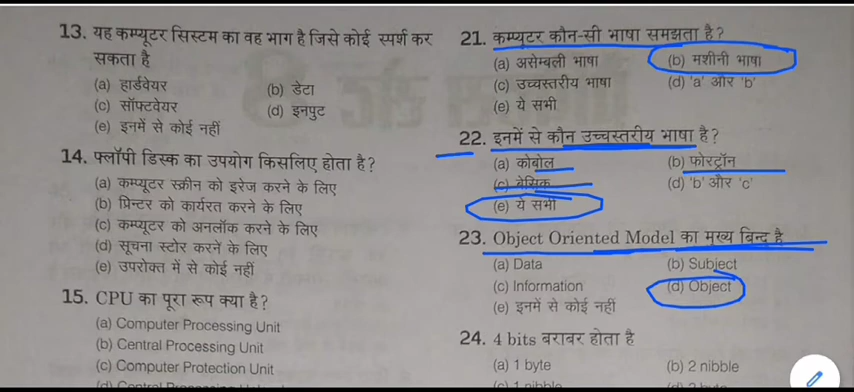 13. यह कम्प्यूटर सिस्टम का वह भाग है जिसे कोई स्पर्श कर
सकता है
(a) हार्डवेयर (b) डेटा
(c) सॉफ्टवेयर (d) इनपुट
(e) इनमें से कोई नहीं
14. फ्लॉपी डिस्क का उपयोग किसलिए होता है?
(a) कम्प्यूटर स्क्रीन को इरेज करने के लिए
(b) प्रिन्टर को कार्यरत करने के लिए
(c) कम्प्यूटर को अनलॉक करने के लिए
(d) सूचना स्टोर करने के लिए
(e) उपरोक्त में से कोई नहीं
15. CPU का पूरा रूप क्या है?
(a) Computer Processing Unit
(b) Central Processing Unit
(c) Computer Protection Unit
21. कम्प्यूटर कौन-सी भाषा समझता है?
(a) असेम्बली भाषा (b) मशीनी भाषा
(c) उच्चस्तरीय भाषा (d) 'a' और 'b'
(e) ये सभी
22. इनमें से कौन उच्चस्तरीय भाषा है?
(a) कोबोल (b) फोरट्रॉन
(c) बेसिक (d) 'b' और 'c'
(e) ये सभी
23. Object Oriented Model का मुख्य बिन्दु है
(a) Data (b) Subject
(c) Information (d) Object
(e) इनमें से कोई नहीं
24. 4 bits बराबर होता है
(a) 1 byte (b) 2 nibble